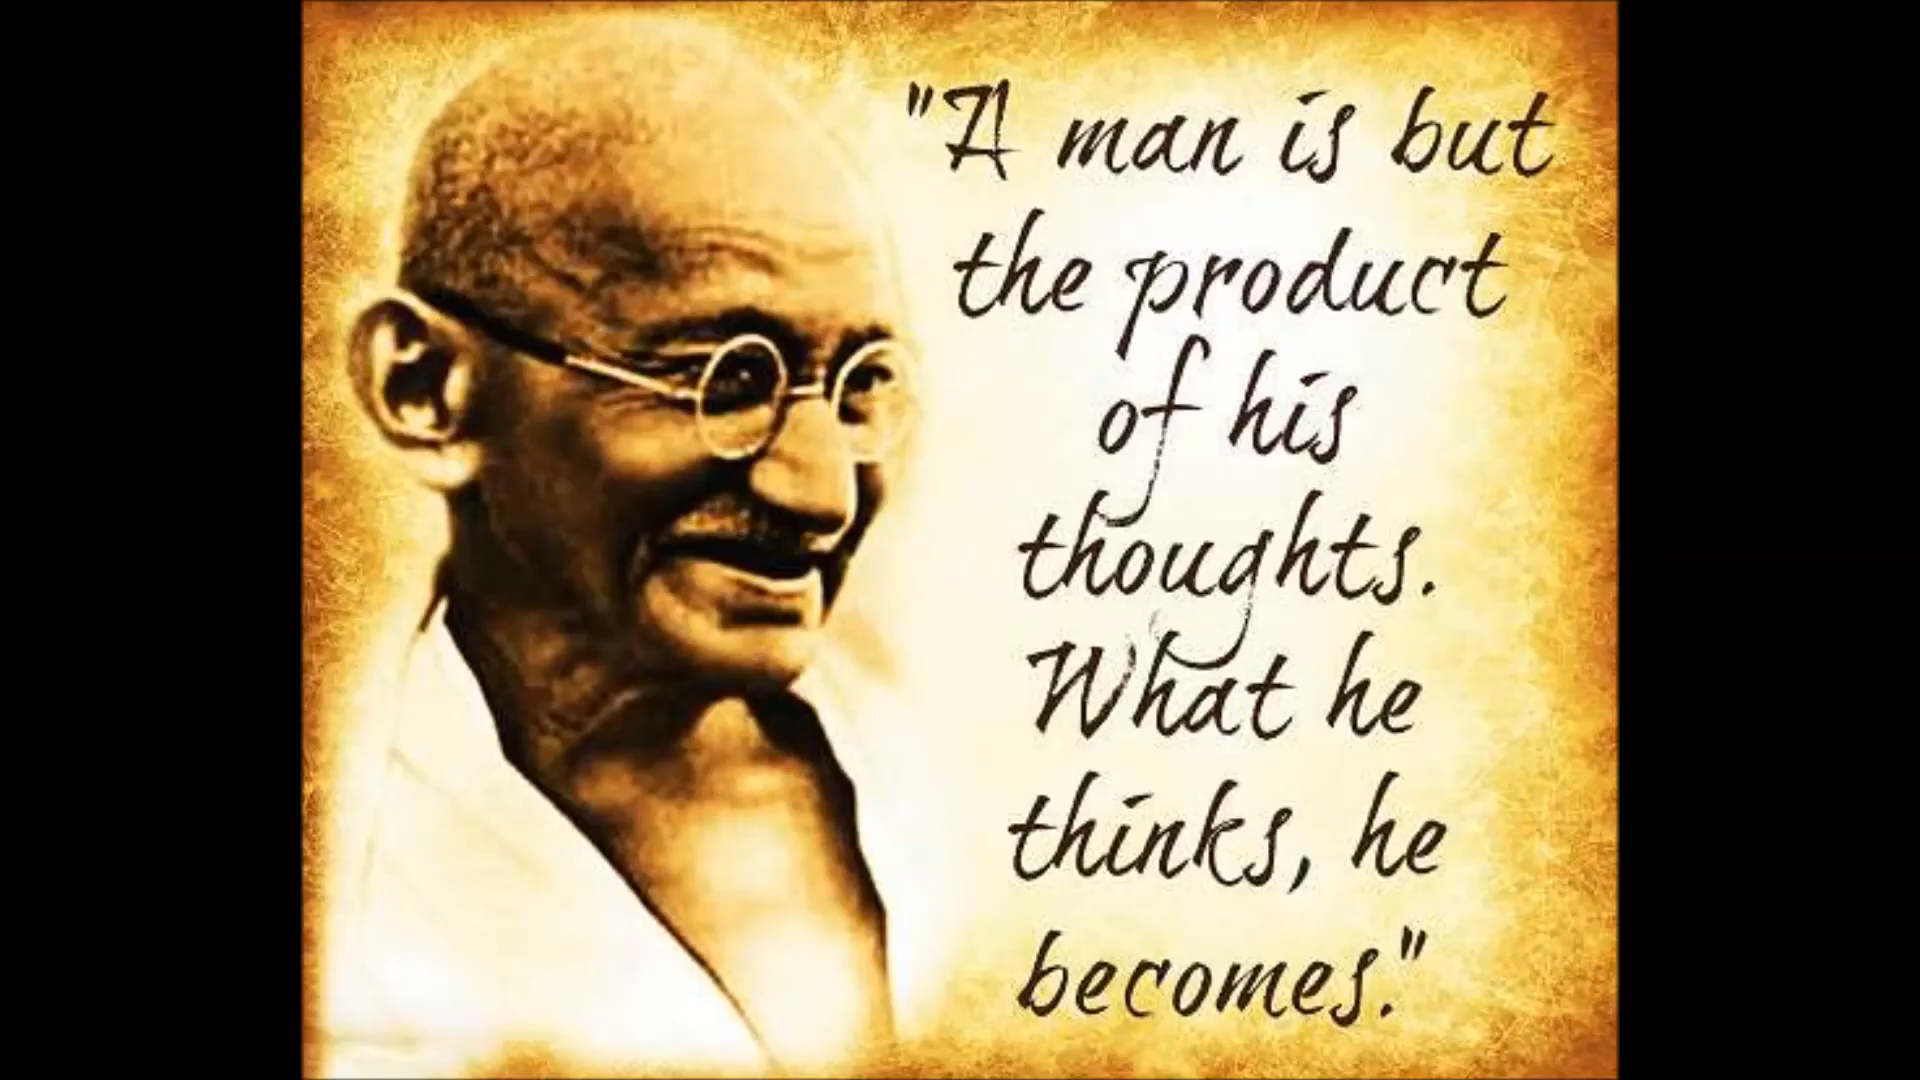 "A man is but
the product
of his
thoughts.
What he
thinks, he
becomes."